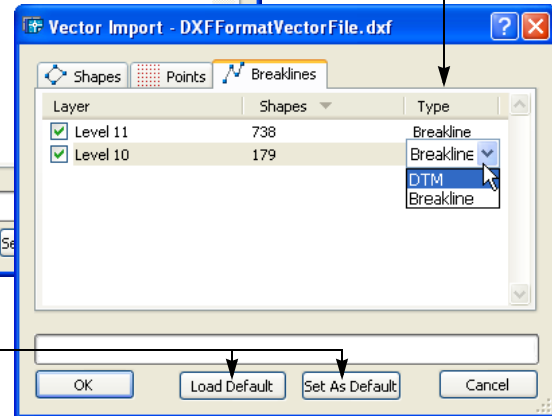 Vector Import - DXFFormatVectorFile.dxf
Shapes Points Breaklines
Layer Shapes Type
Level 11 738 Breakline
Level 10 179 Breakline
DTM
Breakline
Se
OK Load Default Set As Default Cancel